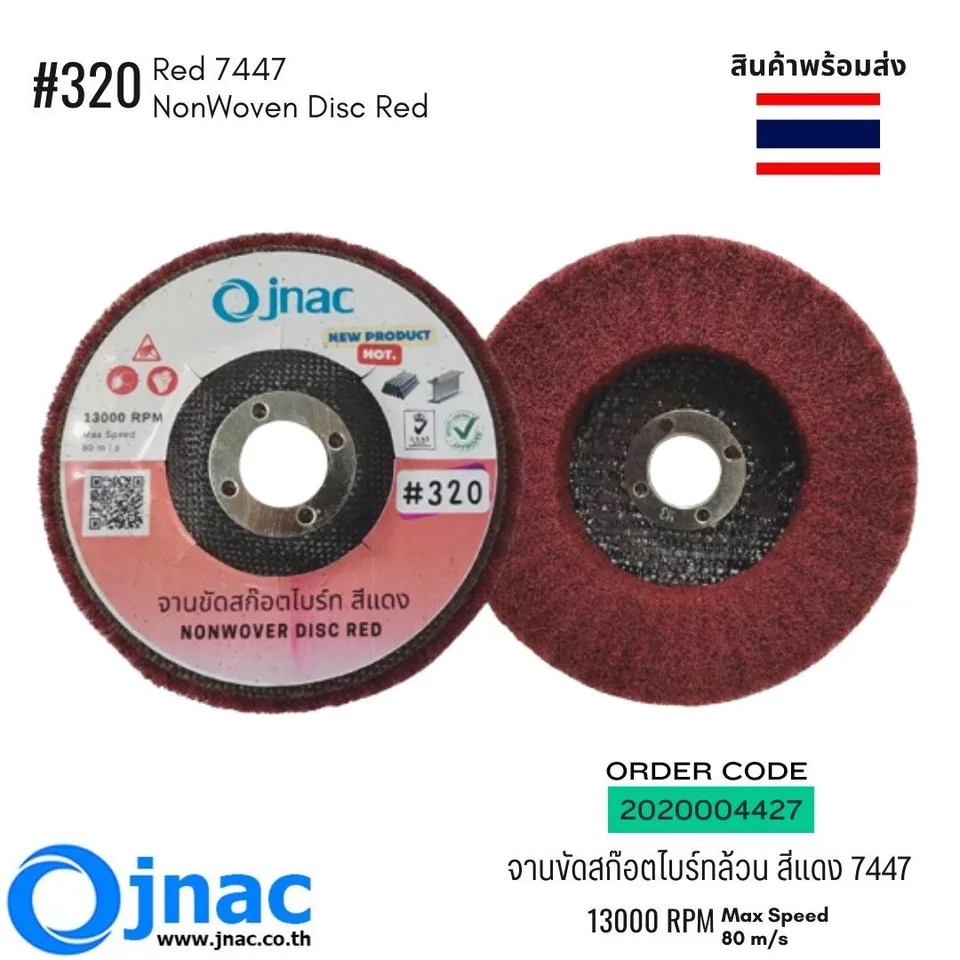 #320
Red 7447
NonWoven Disc Red
สินค้าพร้อมส่ง
jnac
NEW PRODUCT
HOT.
13000 RPM
Max Speed
80 m/s
#320
จานขัดสก๊อตไบร์ท สีแดง
NONWOVER DISC RED
ORDER CODE
2020004427
จานขัดสก๊อตไบร์ทล้วน สีแดง 7447
13000 RPM
Max Speed
80 m/s
jnac
www.jnac.co.th